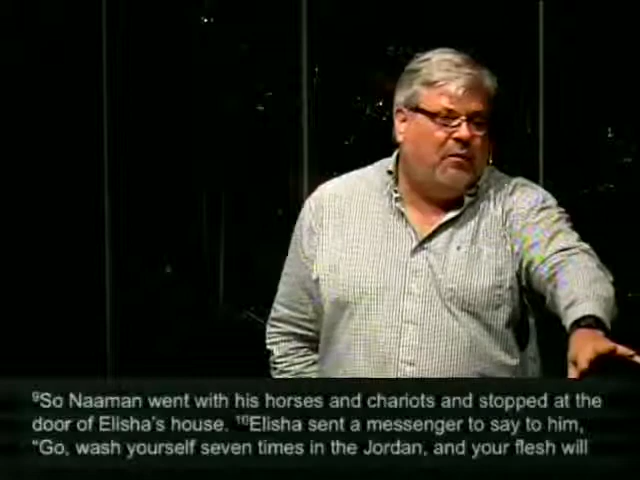 ⁹So Naaman went with his horses and chariots and stopped at the
door of Elisha's house. ¹⁰Elisha sent a messenger to say to him,
“Go, wash yourself seven times in the Jordan, and your flesh will